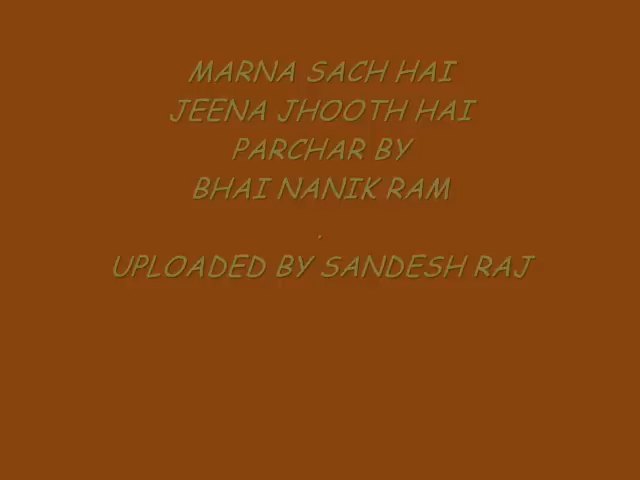 MARNA SACH HAI
JEENA JHOOTH HAI
PARCHAR BY
BHAI NANIK RAM
.
UPLOADED BY SANDESH RAJ